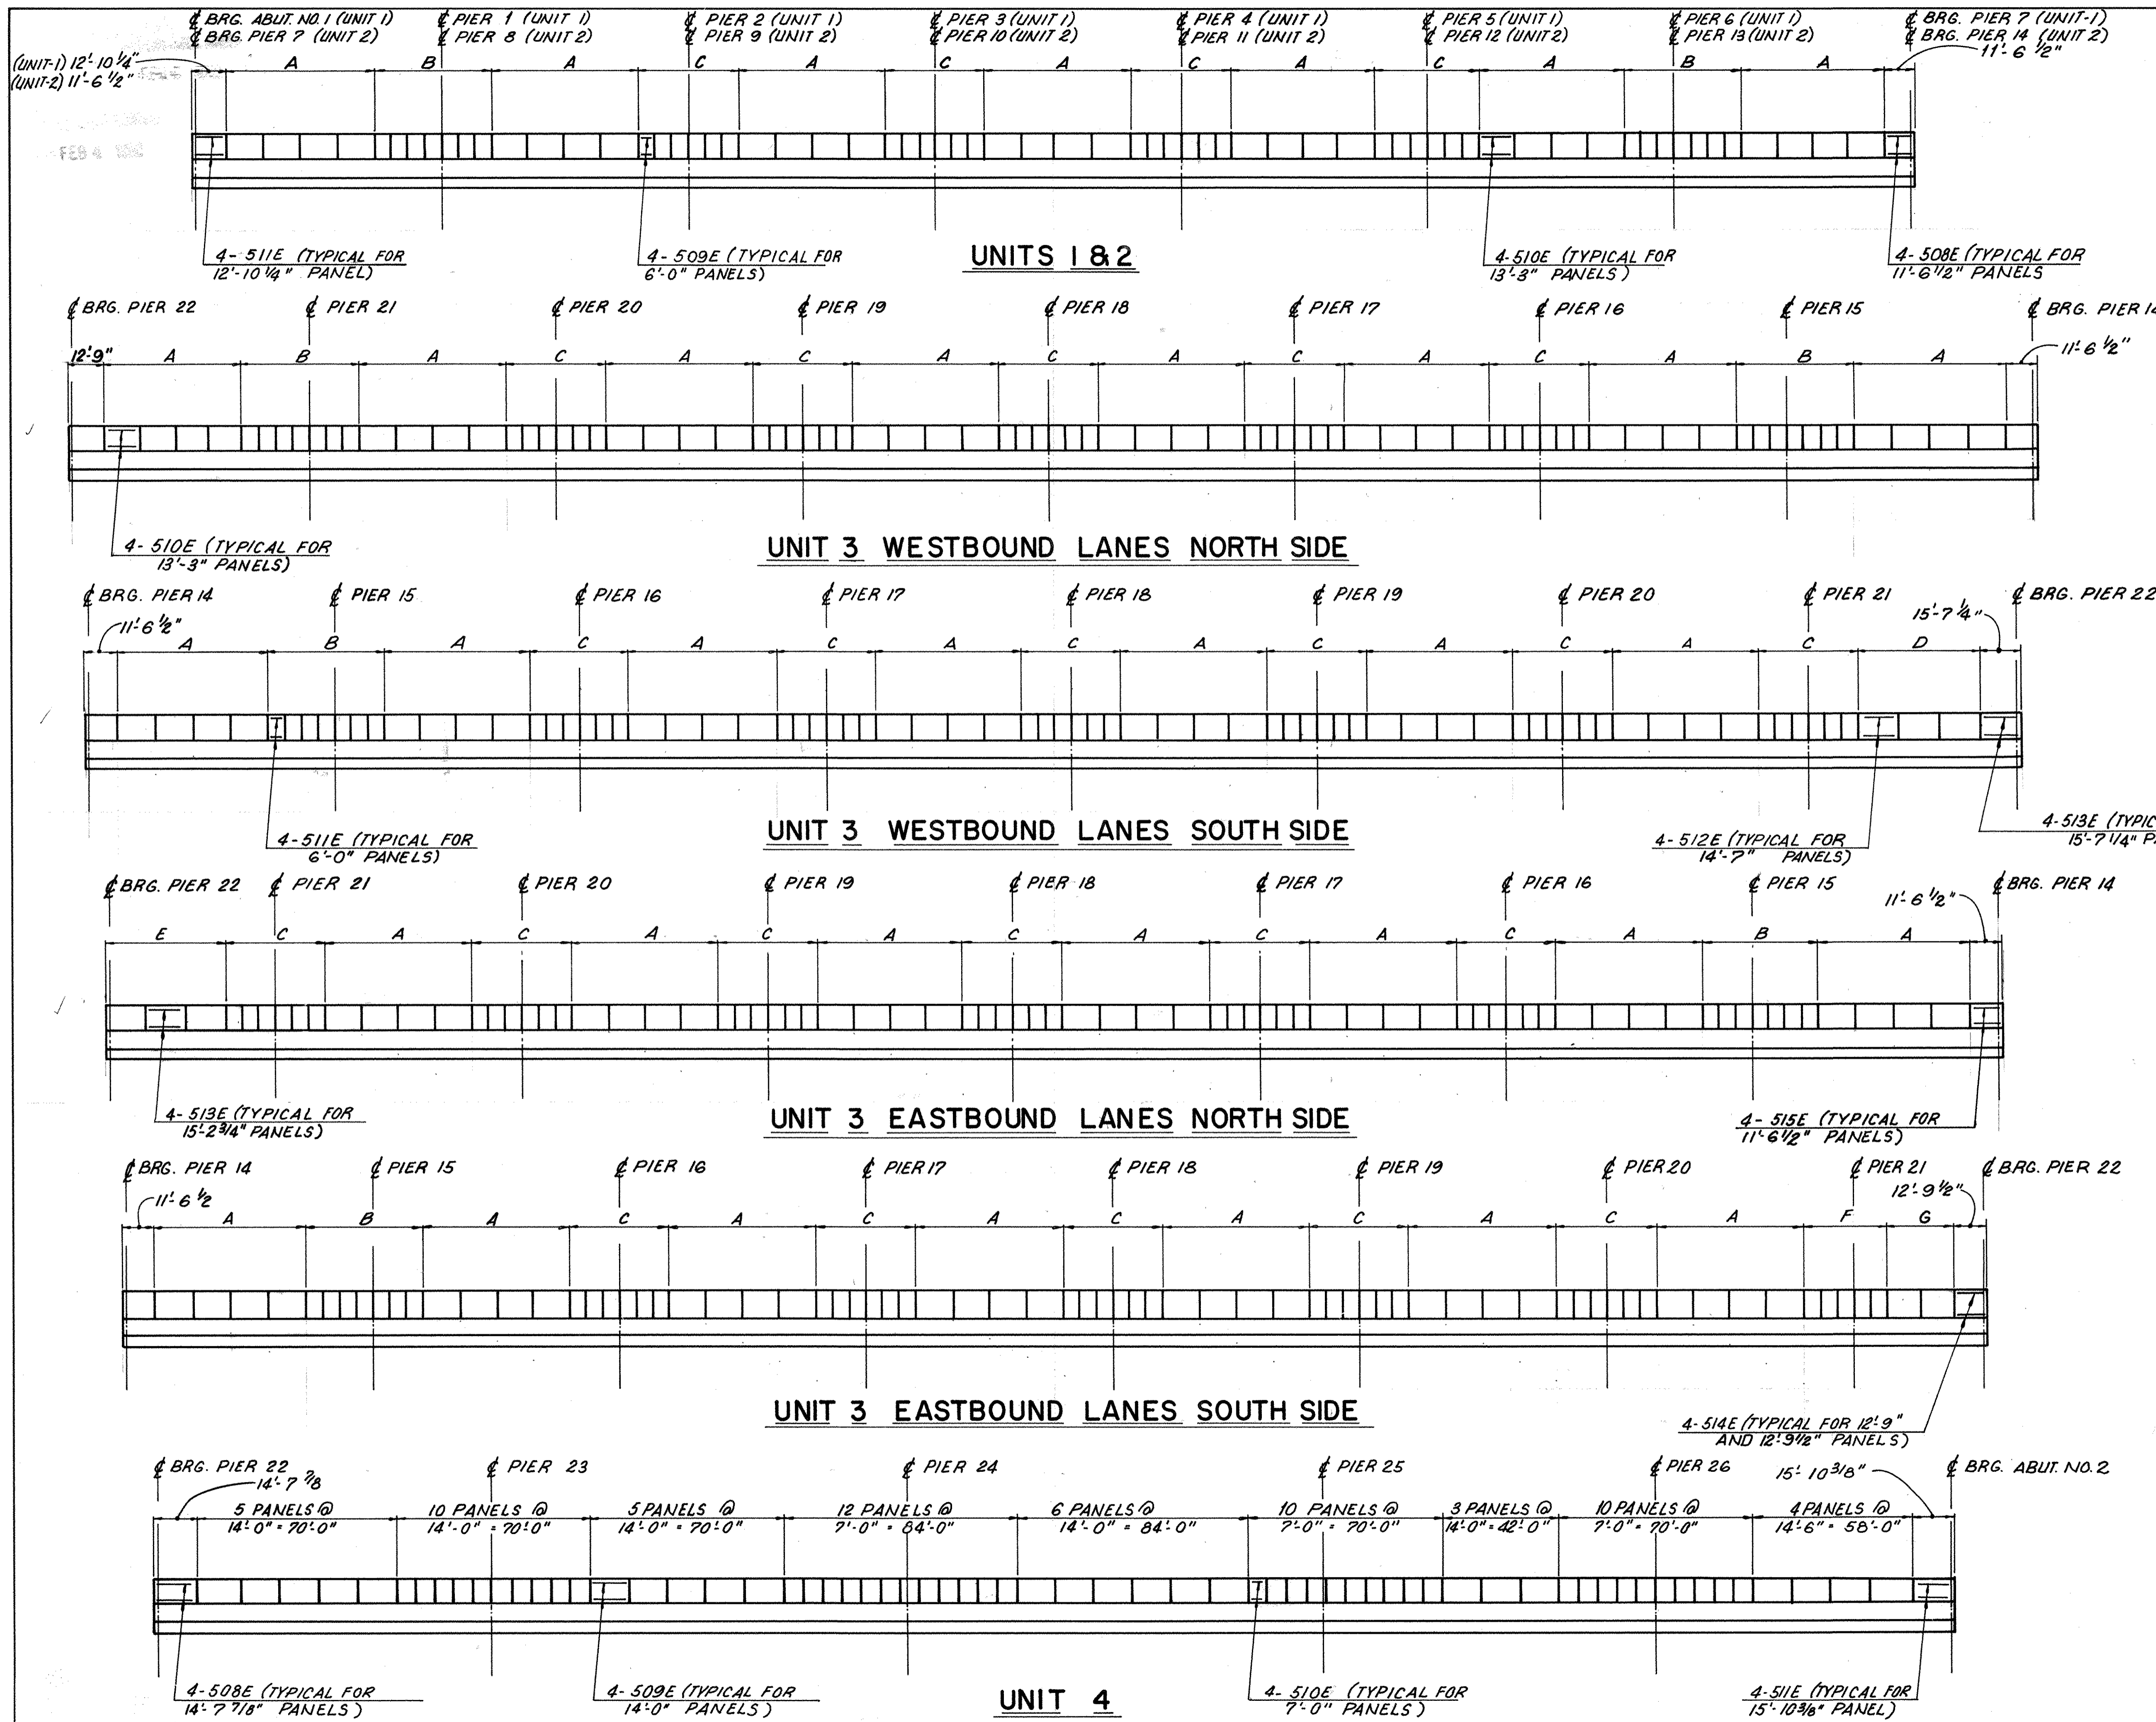 ℄ BRG. ABUT. NO. 1 (UNIT 1)
℄ BRG. PIER 7 (UNIT 2)
℄ PIER 1 (UNIT 1)
℄ PIER 8 (UNIT 2)
℄ PIER 2 (UNIT 1)
℄ PIER 9 (UNIT 2)
℄ PIER 3 (UNIT 1)
℄ PIER 10 (UNIT 2)
℄ PIER 4 (UNIT 1)
℄ PIER 11 (UNIT 2)
℄ PIER 5 (UNIT 1)
℄ PIER 12 (UNIT 2)
℄ PIER 6 (UNIT 1)
℄ PIER 13 (UNIT 2)
℄ BRG. PIER 7 (UNIT-1)
℄ BRG. PIER 14 (UNIT 2)
11'-6 1/2"
(UNIT-1) 12'-10 1/4"
(UNIT-2) 11'-6 1/2"
A B A C A C A C A C A B A
FEB 4
4-511E (TYPICAL FOR
12'-10 1/4" PANEL)
4-509E (TYPICAL FOR
6'-0" PANELS)
UNITS 1 & 2
4-510E (TYPICAL FOR
13'-3" PANELS)
4-508E (TYPICAL FOR
11'-6 1/2" PANELS
℄ BRG. PIER 22 ℄ PIER 21 ℄ PIER 20 ℄ PIER 19 ℄ PIER 18 ℄ PIER 17 ℄ PIER 16 ℄ PIER 15 ℄ BRG. PIER 14
12'-9" A B A C A C A C A C A C A B A 11'-6 1/2"
4-510E (TYPICAL FOR
13'-3" PANELS)
UNIT 3 WESTBOUND LANES NORTH SIDE
℄ BRG. PIER 14 ℄ PIER 15 ℄ PIER 16 ℄ PIER 17 ℄ PIER 18 ℄ PIER 19 ℄ PIER 20 ℄ PIER 21 ℄ BRG. PIER 22
11'-6 1/2" A B A C A C A C A C A C A C D 15'-7 1/4"
4-511E (TYPICAL FOR
6'-0" PANELS)
UNIT 3 WESTBOUND LANES SOUTH SIDE
4-512E (TYPICAL FOR
14'-7" PANELS)
4-513E (TYPIC
15'-7 1/4" P
℄ BRG. PIER 22 ℄ PIER 21 ℄ PIER 20 ℄ PIER 19 ℄ PIER 18 ℄ PIER 17 ℄ PIER 16 ℄ PIER 15 ℄ BRG. PIER 14
E C A C A C A C A C A C A B A 11'-6 1/2"
4-513E (TYPICAL FOR
15'-2 3/4" PANELS)
UNIT 3 EASTBOUND LANES NORTH SIDE
4-515E (TYPICAL FOR
11'-6 1/2" PANELS)
℄ BRG. PIER 14 ℄ PIER 15 ℄ PIER 16 ℄ PIER 17 ℄ PIER 18 ℄ PIER 19 ℄ PIER 20 ℄ PIER 21 ℄ BRG. PIER 22
11'-6 1/2 A B A C A C A C A C A C A F G 12'-9 1/2"
UNIT 3 EASTBOUND LANES SOUTH SIDE
4-514E (TYPICAL FOR 12'-9"
AND 12'-9 1/2" PANELS)
℄ BRG. PIER 22 ℄ PIER 23 ℄ PIER 24 ℄ PIER 25 ℄ PIER 26 ℄ BRG. ABUT. NO. 2
14'-7 7/8
15'-10 3/8"
5 PANELS @
14'-0" = 70'-0"
10 PANELS @
14'-0" = 70'-0"
5 PANELS @
14'-0" = 70'-0"
12 PANELS @
7'-0" = 84'-0"
6 PANELS @
14'-0" = 84'-0"
10 PANELS @
7'-0" = 70'-0"
3 PANELS @
14'-0" = 42'-0"
10 PANELS @
7'-0" = 70'-0"
4 PANELS @
14'-6" = 58'-0"
4-508E (TYPICAL FOR
14'-7 7/8" PANELS)
4-509E (TYPICAL FOR
14'-0" PANELS)
UNIT 4
4-510E (TYPICAL FOR
7'-0" PANELS)
4-511E (TYPICAL FOR
15'-10 3/8" PANEL)